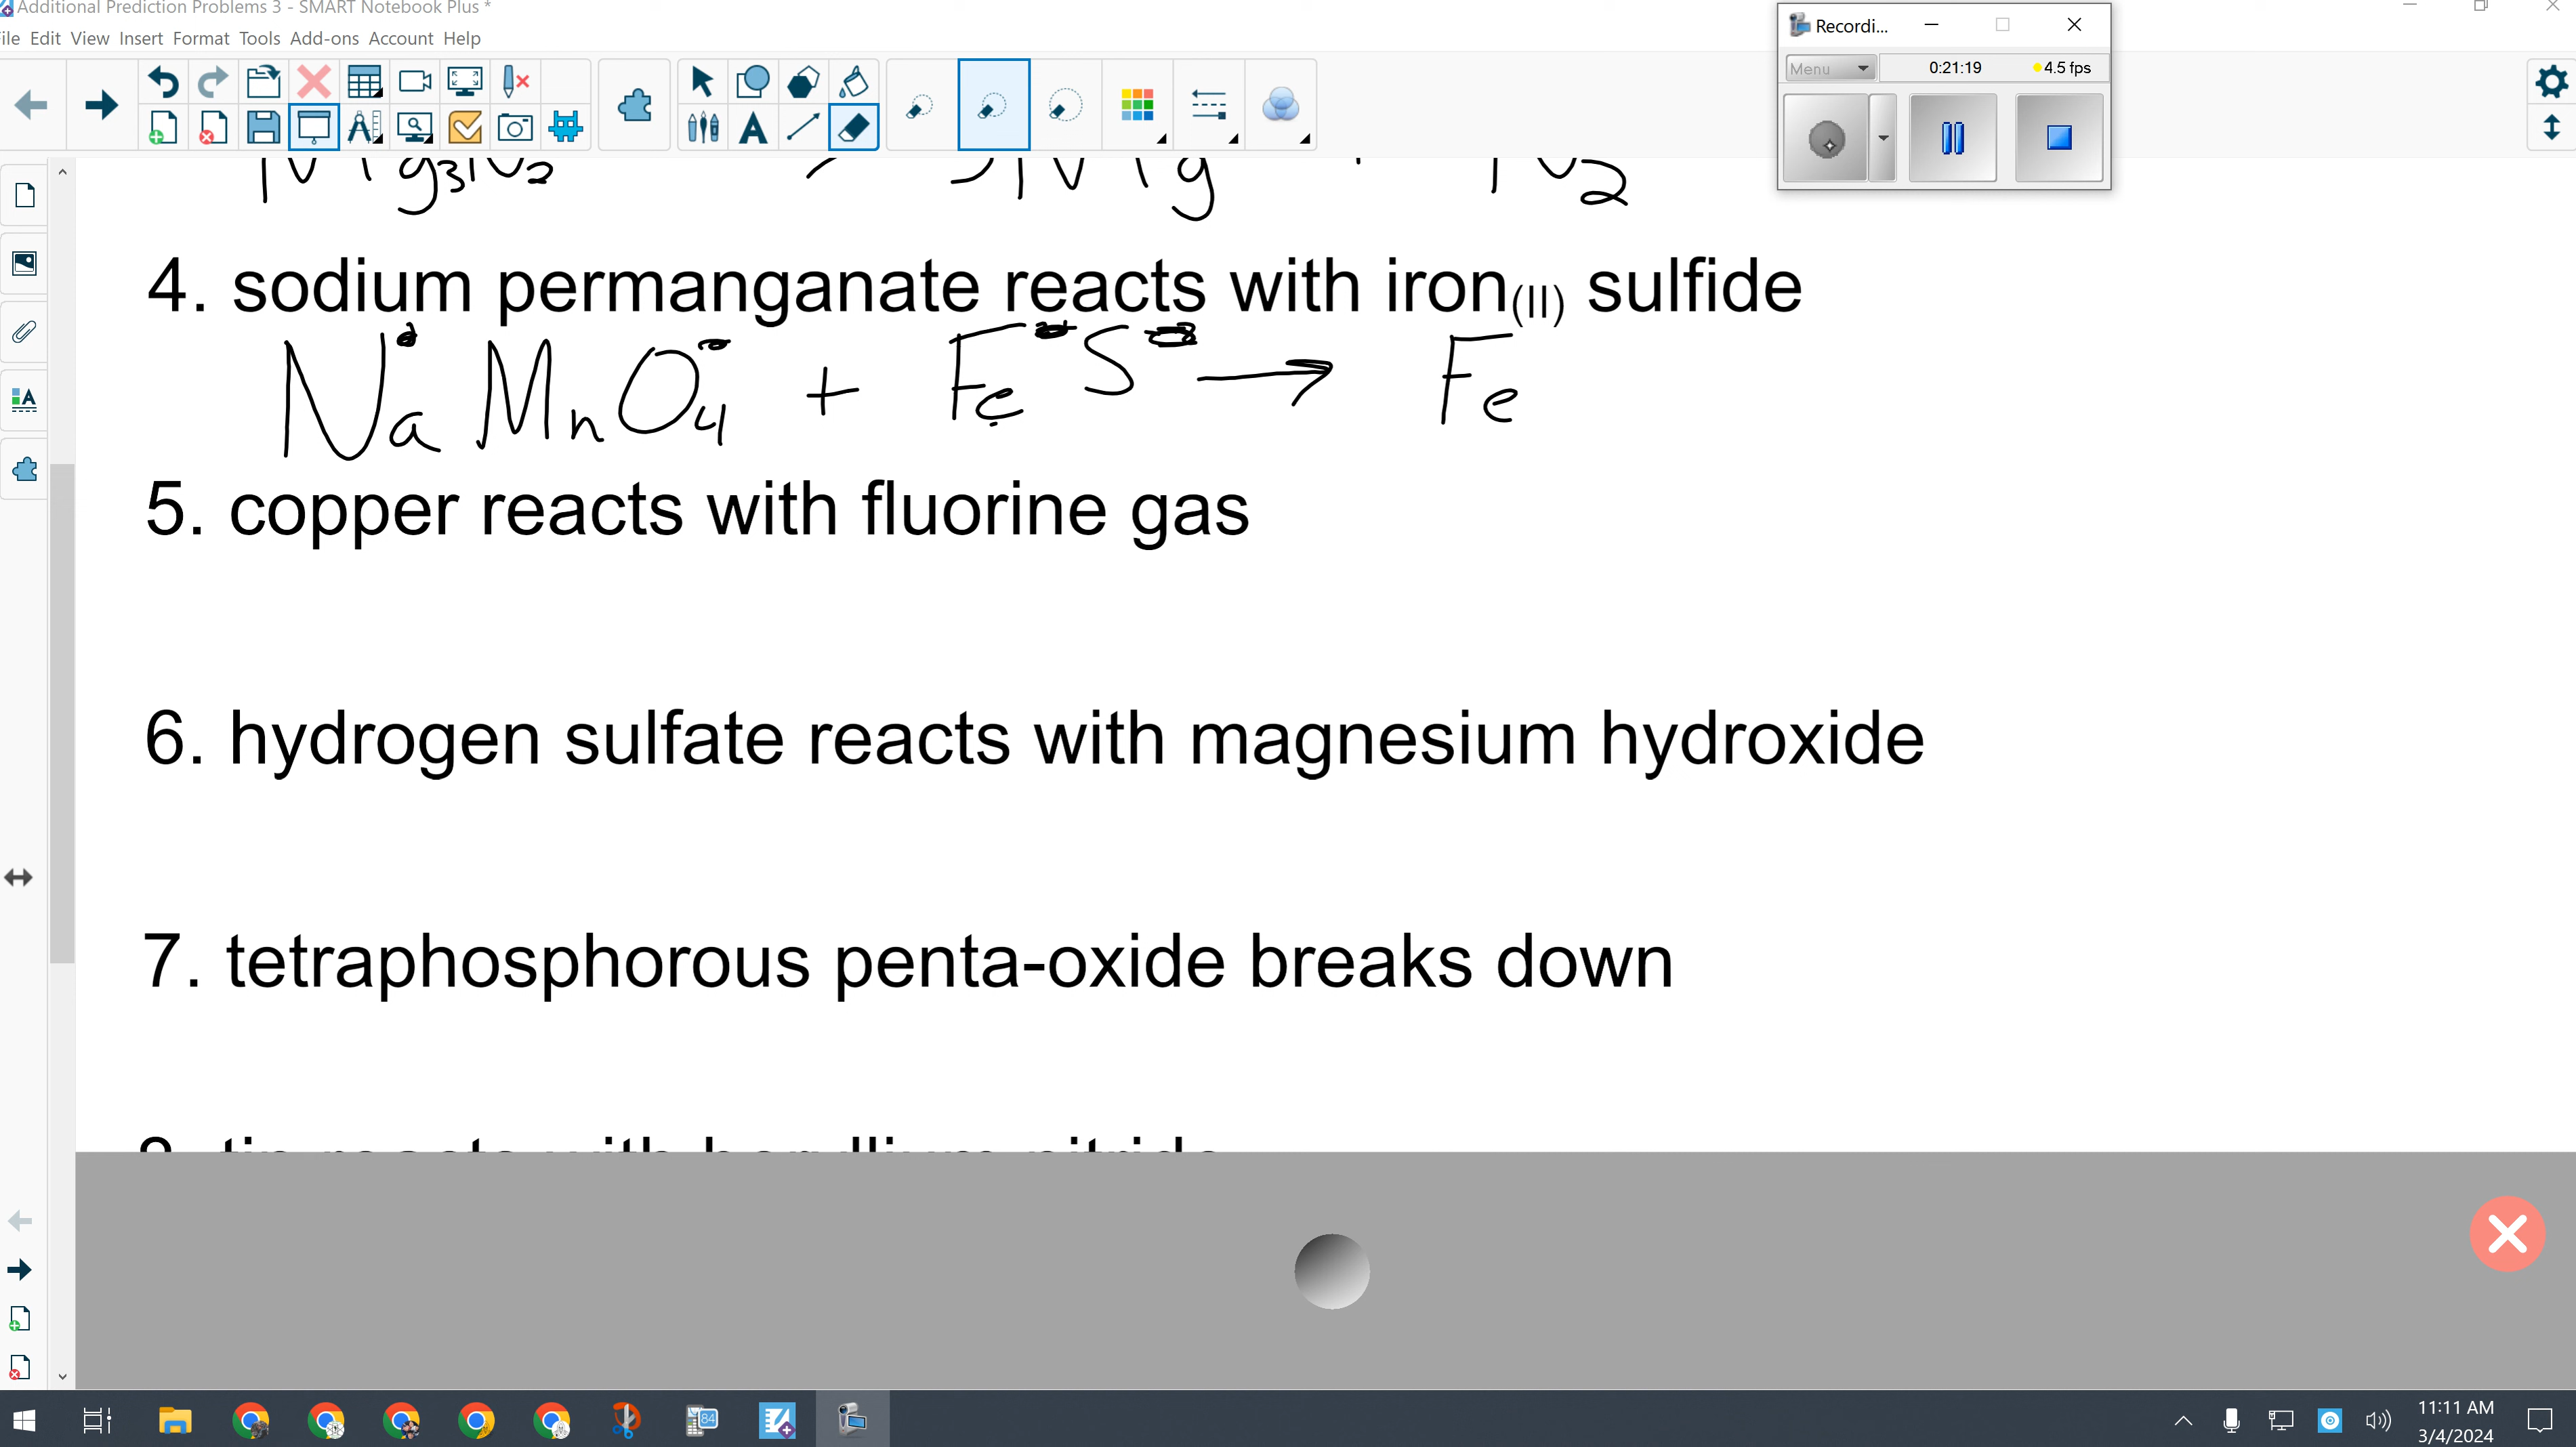 Additional Prediction Problems 3 - SMART Notebook Plus *
ile Edit View Insert Format Tools Add-ons Account Help
Recordi...
Menu 0:21:19 4.5 fps
4. sodium permanganate reacts with iron(II) sulfide
NaMnO4 + FeS → Fe
5. copper reacts with fluorine gas
6. hydrogen sulfate reacts with magnesium hydroxide
7. tetraphosphorous penta-oxide breaks down
84
11:11 AM
3/4/2024